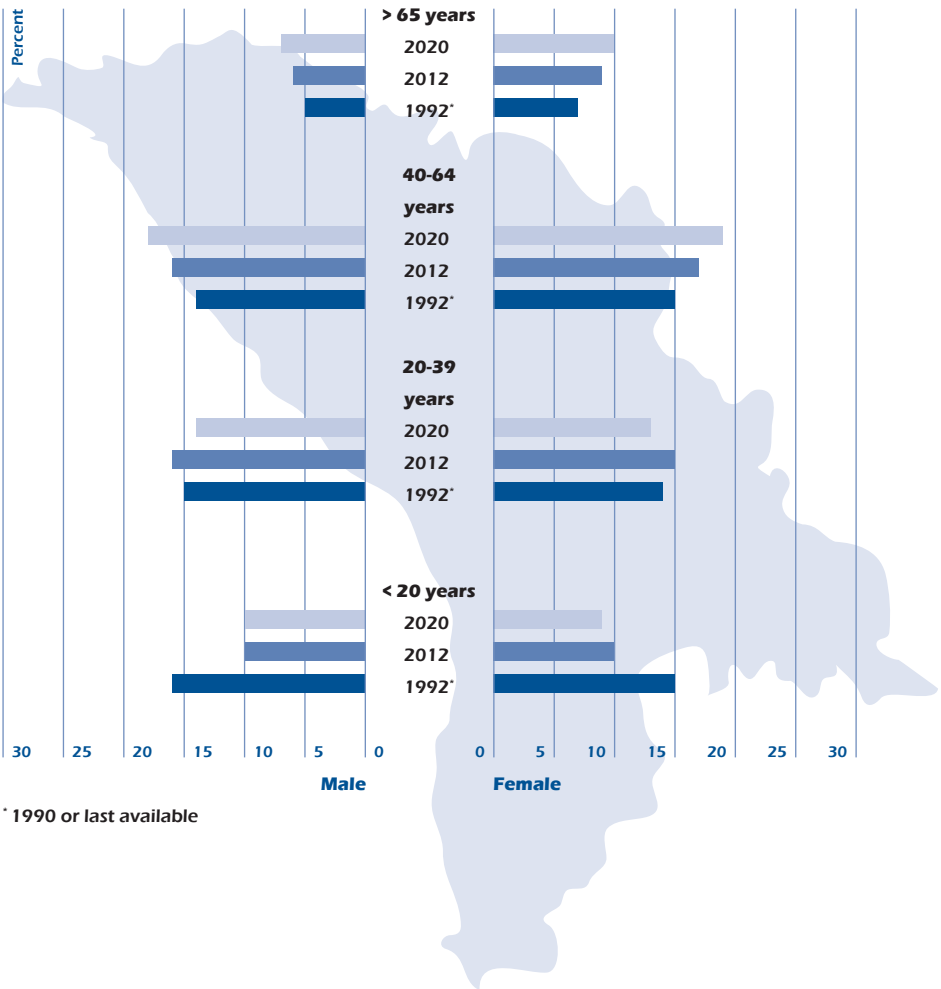 Percent
> 65 years
2020
2012
1992*
40-64
years
2020
2012
1992*
20-39
years
2020
2012
1992*
< 20 years
2020
2012
1992*
30 25 20 15 10 5 0 0 5 10 15 20 25 30
Male Female
* 1990 or last available